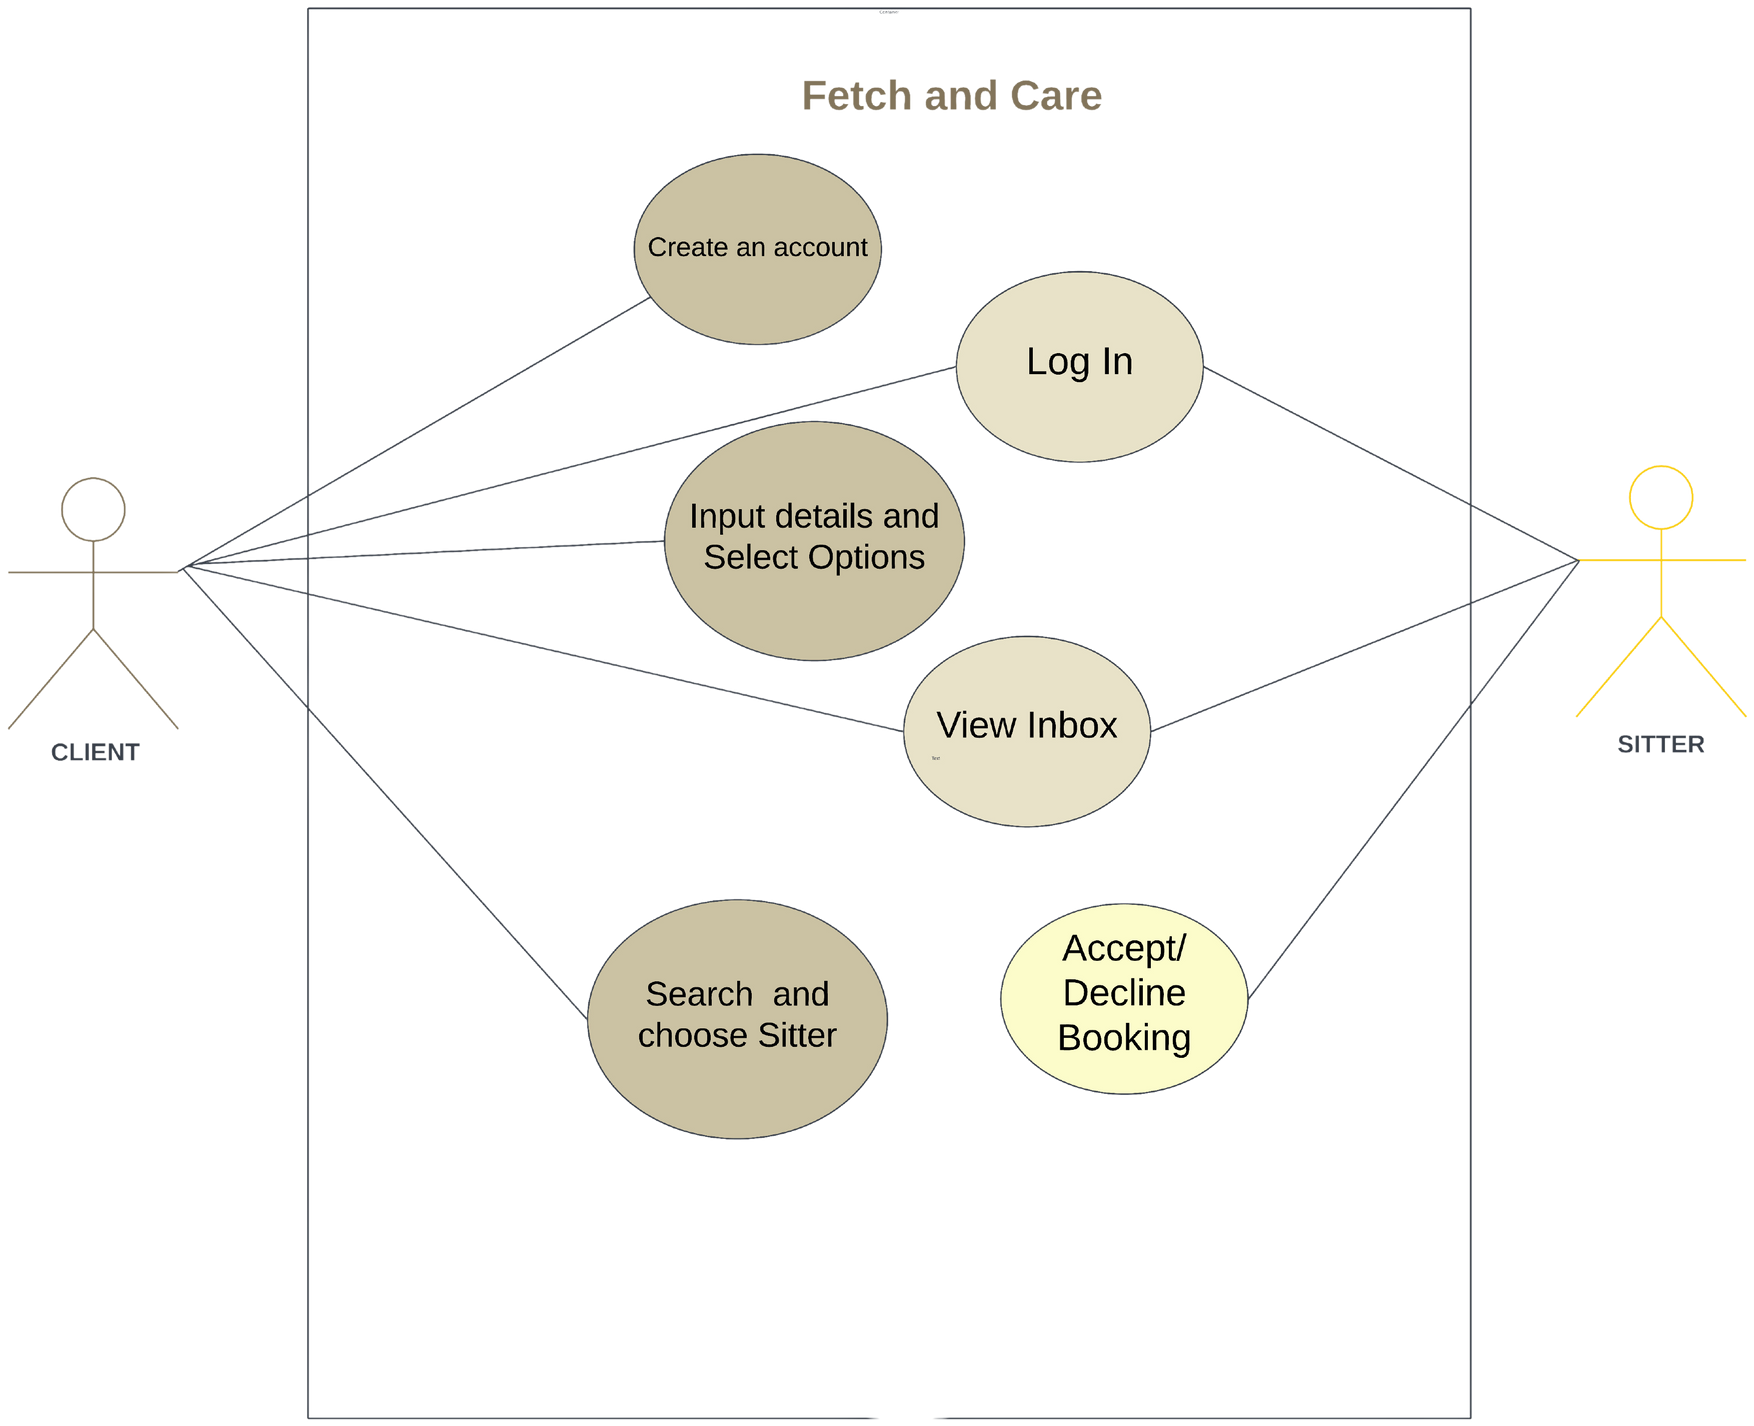 Fetch and Care
Create an account
Log In
Input details and
Select Options
CLIENT
View Inbox
Text
SITTER
Search  and
choose Sitter
Accept/
Decline
Booking